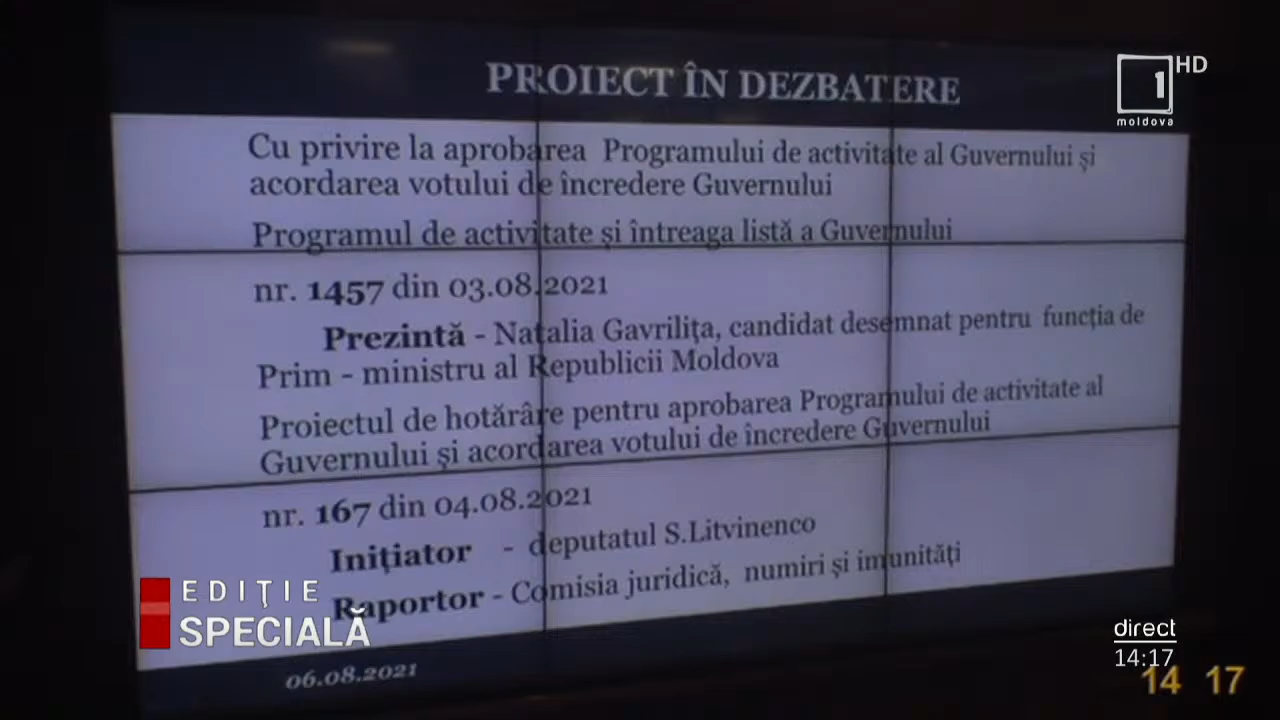 PROIECT ÎN DEZBATERE
1 HD
moldova
Cu privire la aprobarea Programului de activitate al Guvernului și
acordarea votului de încredere Guvernului
Programul de activitate și întreaga listă a Guvernului
nr. 1457 din 03.08.2021
Prezintă - Natalia Gavrilița, candidat desemnat pentru funcția de
Prim - ministru al Republicii Moldova
Proiectul de hotărâre pentru aprobarea Programului de activitate al
Guvernului și acordarea votului de încredere Guvernului
nr. 167 din 04.08.2021
Inițiator - deputatul S.Litvinenco
Raportor - Comisia juridică, numiri și imunități
EDIŢIE
SPECIALĂ
06.08.2021
direct
14:17
14 17